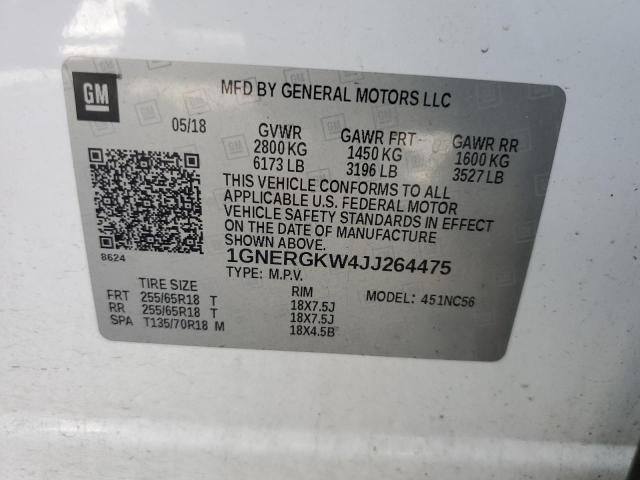 GM
MFD BY GENERAL MOTORS LLC
05/18 GVWR GAWR FRT GAWR RR
2800 KG 1450 KG 1600 KG
6173 LB 3196 LB 3527 LB
THIS VEHICLE CONFORMS TO ALL
APPLICABLE U.S. FEDERAL MOTOR
VEHICLE SAFETY STANDARDS IN EFFECT
ON THE DATE OF MANUFACTURE
SHOWN ABOVE.
8624
1GNERGKW4JJ264475
TYPE: M.P.V.
TIRE SIZE RIM MODEL: 451NC56
FRT 255/65R18 T 18X7.5J
RR 255/65R18 T 18X7.5J
SPA T135/70R18 M 18X4.5B